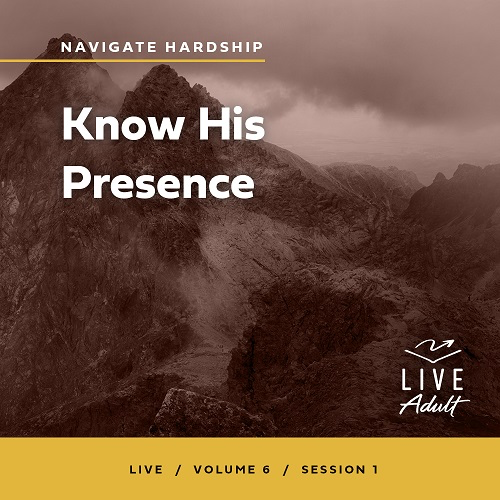 NAVIGATE HARDSHIP
Know His
Presence
LIVE
Adult
LIVE / VOLUME 6 / SESSION 1